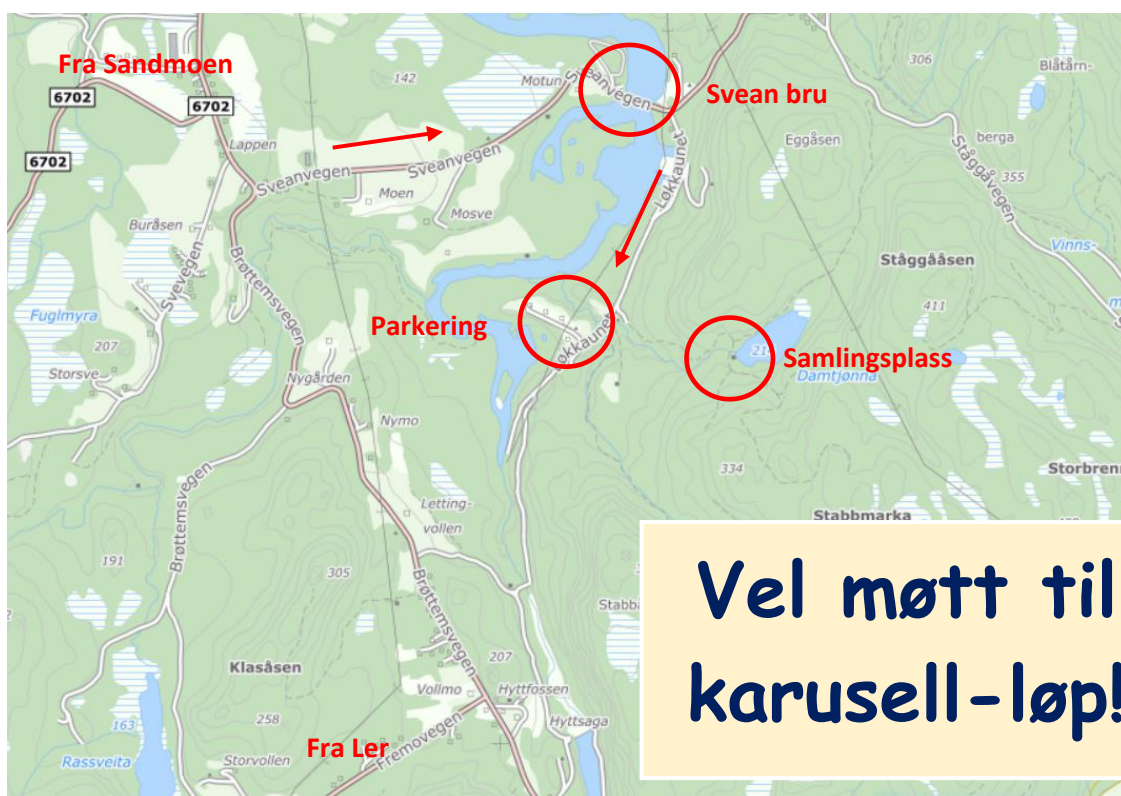 Fra Sandmoen
6702
6702
6702
142
Motun
Sveanvegen
Svean bru
306
Blåtårn-
berga
Eggåsen
Ståggåvegen
355
Lappen
Sveanvegen
Sveanvegen
Moen
Mosve
Løkkaunet
Buråsen
Svevegen
Brøttemsvegen
Vinns-
Ståggååsen
411
Fuglmyra
207
Parkering
Løkkaunet
Samlingsplass
Damtjønna
Storsve
Nygården
Nymo
334
Storbrenn
Stabbmarka
Letting-
vollen
Brøttemsvegen
191
305
Brøttemsvegen
Vel møtt til
karusell-løp!
Klasåsen
207
Vollmo
Hyttfossen
Hyttsaga
258
163
Rassveita
Storvollen
Fra Ler
Fremovegen